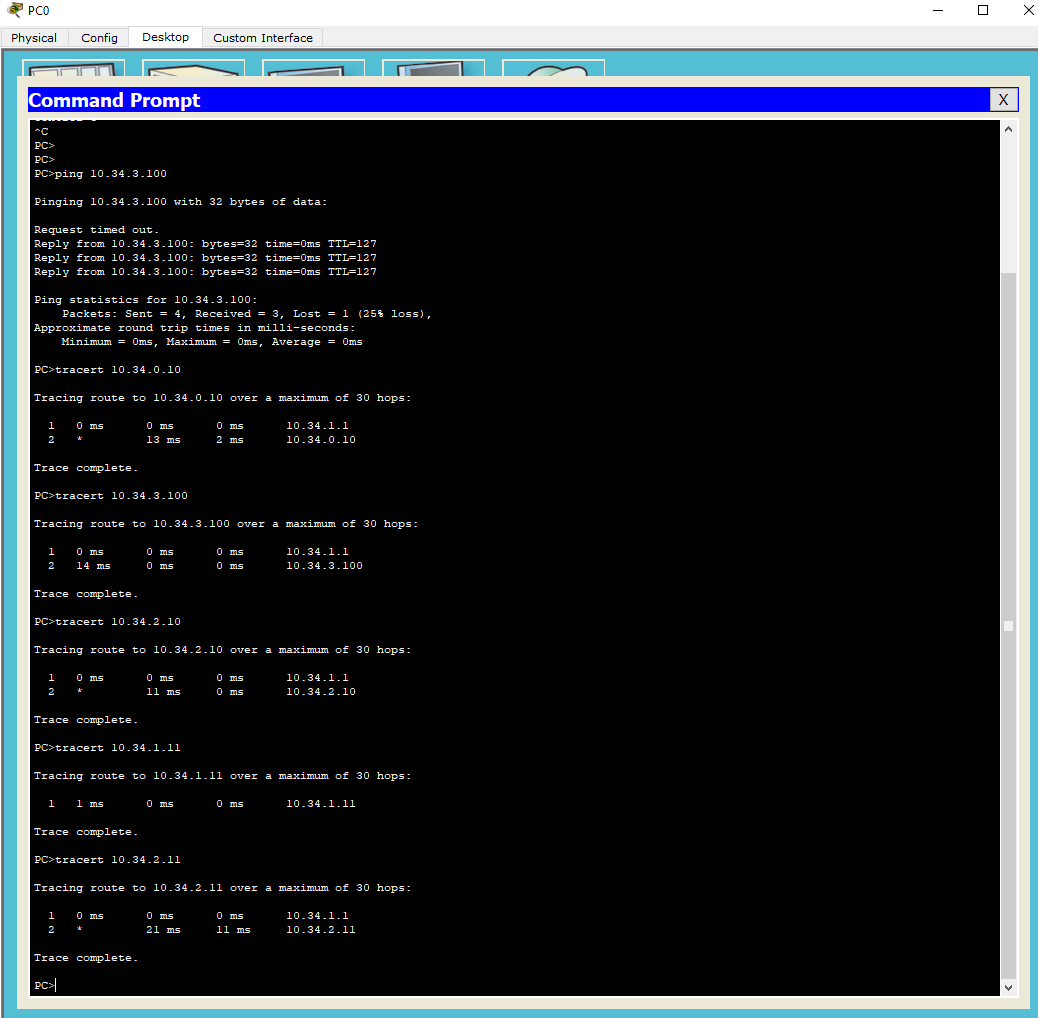 PC0
Physical Config Desktop Custom Interface
Command Prompt X
^C
PC>
PC>
PC>ping 10.34.3.100
Pinging 10.34.3.100 with 32 bytes of data:
Request timed out.
Reply from 10.34.3.100: bytes=32 time=0ms TTL=127
Reply from 10.34.3.100: bytes=32 time=0ms TTL=127
Reply from 10.34.3.100: bytes=32 time=0ms TTL=127
Ping statistics for 10.34.3.100:
Packets: Sent = 4, Received = 3, Lost = 1 (25% loss),
Approximate round trip times in milli-seconds:
Minimum = 0ms, Maximum = 0ms, Average = 0ms
PC>tracert 10.34.0.10
Tracing route to 10.34.0.10 over a maximum of 30 hops:
1 0 ms 0 ms 0 ms 10.34.1.1
2 * 13 ms 2 ms 10.34.0.10
Trace complete.
PC>tracert 10.34.3.100
Tracing route to 10.34.3.100 over a maximum of 30 hops:
1 0 ms 0 ms 0 ms 10.34.1.1
2 14 ms 0 ms 0 ms 10.34.3.100
Trace complete.
PC>tracert 10.34.2.10
Tracing route to 10.34.2.10 over a maximum of 30 hops:
1 0 ms 0 ms 0 ms 10.34.1.1
2 * 11 ms 0 ms 10.34.2.10
Trace complete.
PC>tracert 10.34.1.11
Tracing route to 10.34.1.11 over a maximum of 30 hops:
1 1 ms 0 ms 0 ms 10.34.1.11
Trace complete.
PC>tracert 10.34.2.11
Tracing route to 10.34.2.11 over a maximum of 30 hops:
1 0 ms 0 ms 0 ms 10.34.1.1
2 * 21 ms 11 ms 10.34.2.11
Trace complete.
PC>